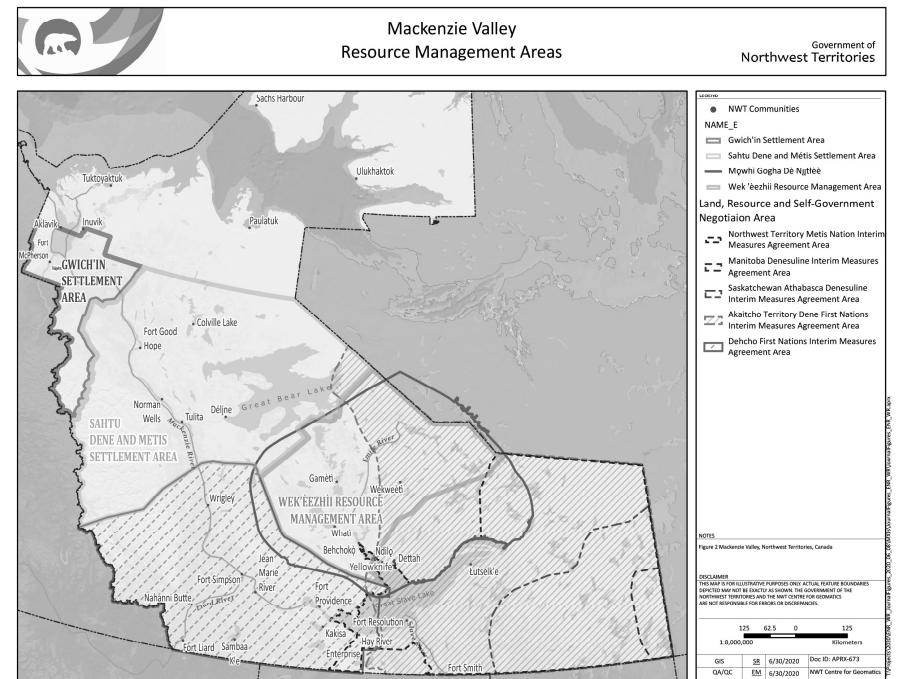 Mackenzie Valley
Resource Management Areas
Government of
Northwest Territories
Sachs Harbour
Ulukhaktok
Tuktoyaktuk
Paulatuk
Aklavik
Inuvik
Fort
McPherson
GWICH'IN
SETTLEMENT
AREA
Colville Lake
Fort Good
Hope
Great Bear Lake
Norman
Wells
Tulita
Déljne
Mackenzie River
SAHTU
DENE AND METIS
SETTLEMENT AREA
Wrigley
Gamètì
Wekweètì
WEK'ÈEZHÌI RESOURCE
MANAGEMENT AREA
Whatì
Behchokǫ̀
Ndilǫ
Dettah
Yellowknife
Łutselk'e
Jean
Marie
River
Fort Simpson
Nahanni Butte
Liard River
Fort
Providence
Great Slave Lake
Fort Resolution
Kakisa
Hay River
Enterprise
Fort Liard
Sambaa
K'e
Fort Smith
LEGEND
NWT Communities
NAME_E
Gwich'in Settlement Area
Sahtu Dene and Métis Settlement Area
Mǫwhì Gogha Dè Nįįtłèè
Wek 'èezhìi Resource Management Area
Land, Resource and Self-Government
Negotiaion Area
Northwest Territory Metis Nation Interim
Measures Agreement Area
Manitoba Denesuline Interim Measures
Agreement Area
Saskatchewan Athabasca Denesuline
Interim Measures Agreement Area
Akaitcho Territory Dene First Nations
Interim Measures Agreement Area
Dehcho First Nations Interim Measures
Agreement Area
NOTES
Figure 2 Mackenzie Valley, Northwest Territories, Canada
DISCLAIMER
THIS MAP IS FOR ILLUSTRATIVE PURPOSES ONLY. ACTUAL FEATURE BOUNDARIES
DEPICTED MAY NOT BE EXACTLY AS SHOWN. THE GOVERNMENT OF THE
NORTHWEST TERRITORIES AND THE NWT CENTRE FOR GEOMATICS
ARE NOT RESPONSIBLE FOR ERRORS OR DISCREPANCIES.
125 62.5 0 125
1:8,000,000 Kilometers
GIS SR 6/30/2020 Doc ID: APRX-673
QA/QC EM 6/30/2020 NWT Centre for Geomatics